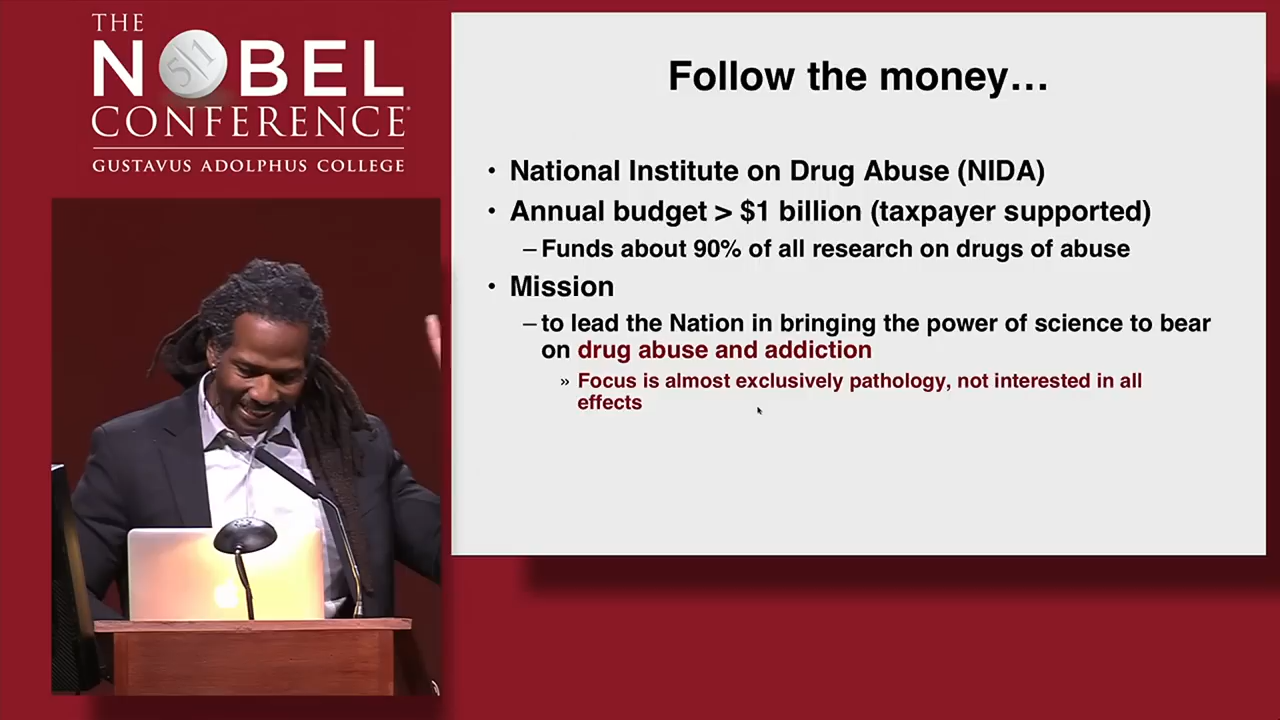 THE
NOBEL
51
CONFERENCE®
GUSTAVUS ADOLPHUS COLLEGE
Follow the money…
• National Institute on Drug Abuse (NIDA)
• Annual budget > $1 billion (taxpayer supported)
– Funds about 90% of all research on drugs of abuse
• Mission
– to lead the Nation in bringing the power of science to bear
on drug abuse and addiction
» Focus is almost exclusively pathology, not interested in all
effects